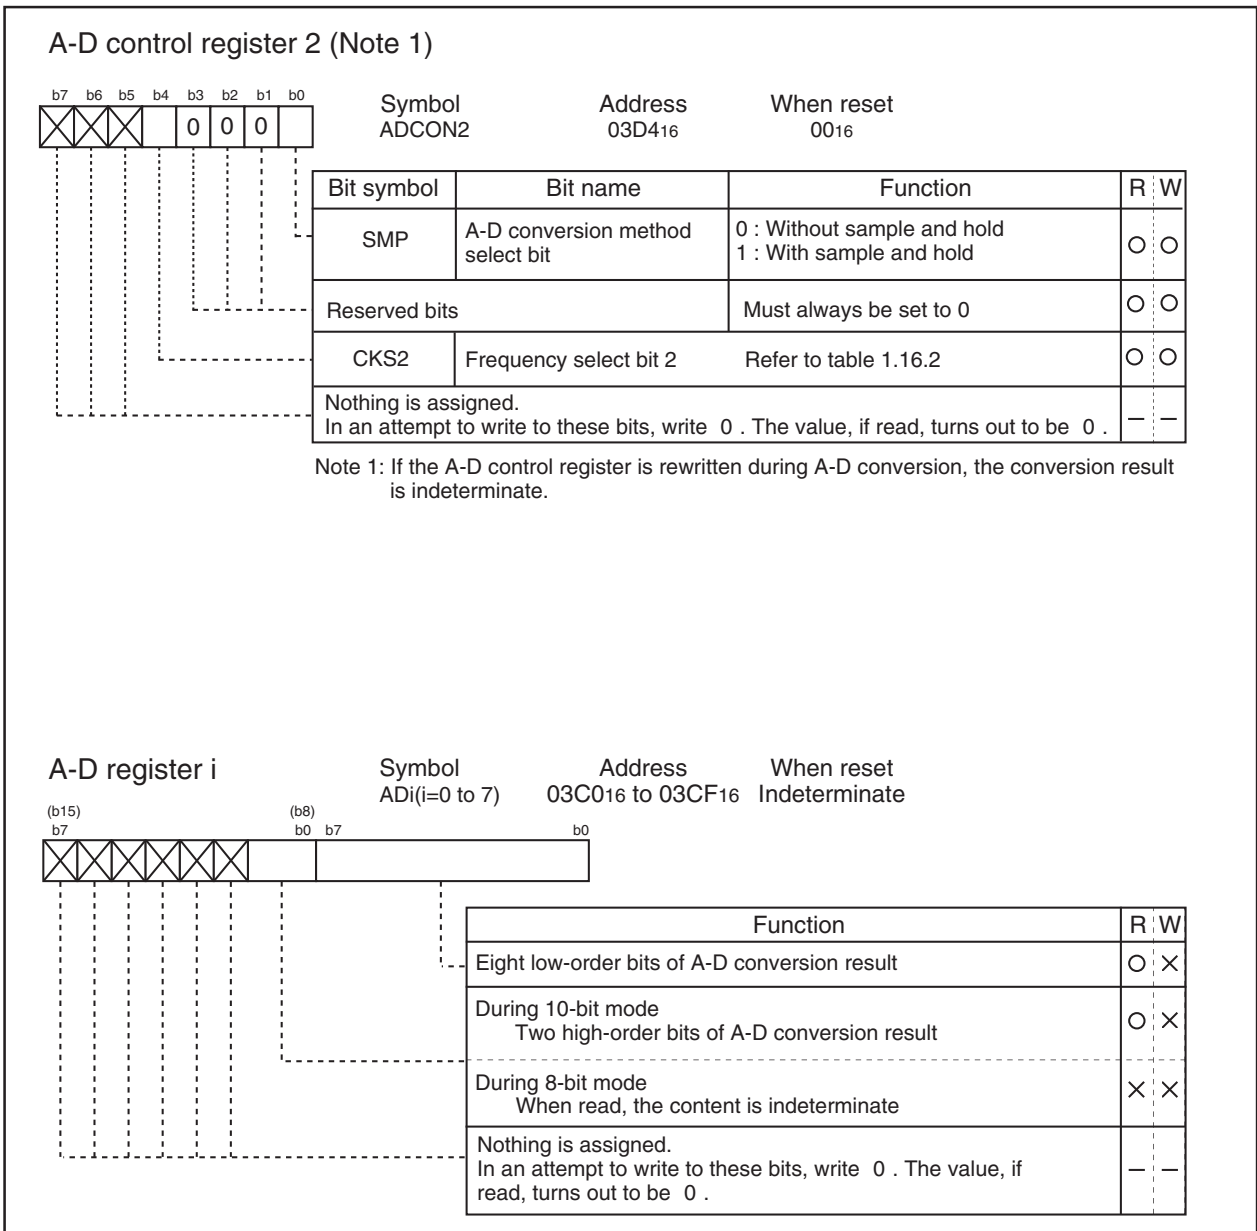 A-D control register 2 (Note 1)
b7 b6 b5 b4 b3 b2 b1 b0
0 0 0
Symbol Address When reset
ADCON2 03D416 0016
Bit symbol Bit name Function R W
SMP A-D conversion method select bit 0 : Without sample and hold
1 : With sample and hold
Reserved bits Must always be set to 0
CKS2 Frequency select bit 2 Refer to table 1.16.2
Nothing is assigned.
In an attempt to write to these bits, write 0 . The value, if read, turns out to be 0 .
Note 1: If the A-D control register is rewritten during A-D conversion, the conversion result
is indeterminate.
A-D register i
Symbol Address When reset
ADi(i=0 to 7) 03C016 to 03CF16 Indeterminate
(b15) (b8)
b7 b0 b7 b0
Function R W
Eight low-order bits of A-D conversion result
During 10-bit mode
Two high-order bits of A-D conversion result
During 8-bit mode
When read, the content is indeterminate
Nothing is assigned.
In an attempt to write to these bits, write 0 . The value, if
read, turns out to be 0 .